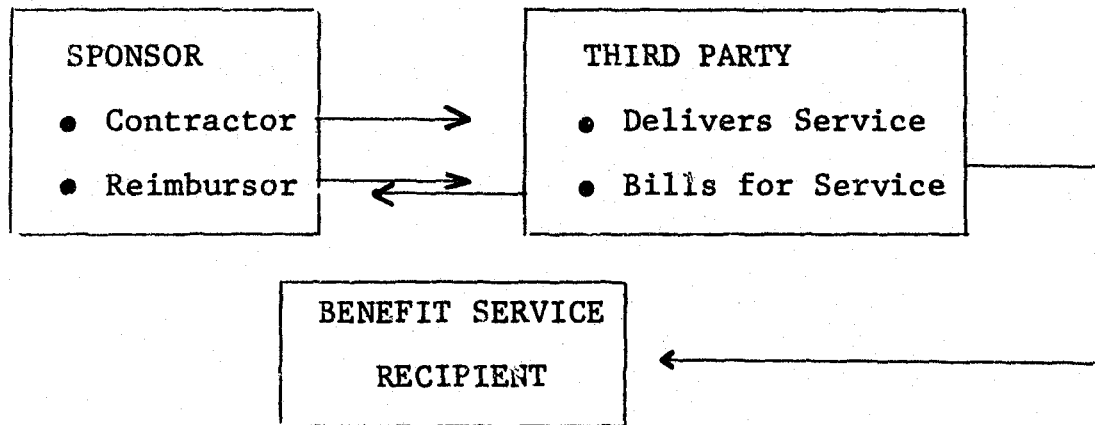 SPONSOR
• Contractor
• Reimbursor
THIRD PARTY
• Delivers Service
• Bills for Service
BENEFIT SERVICE
RECIPIENT